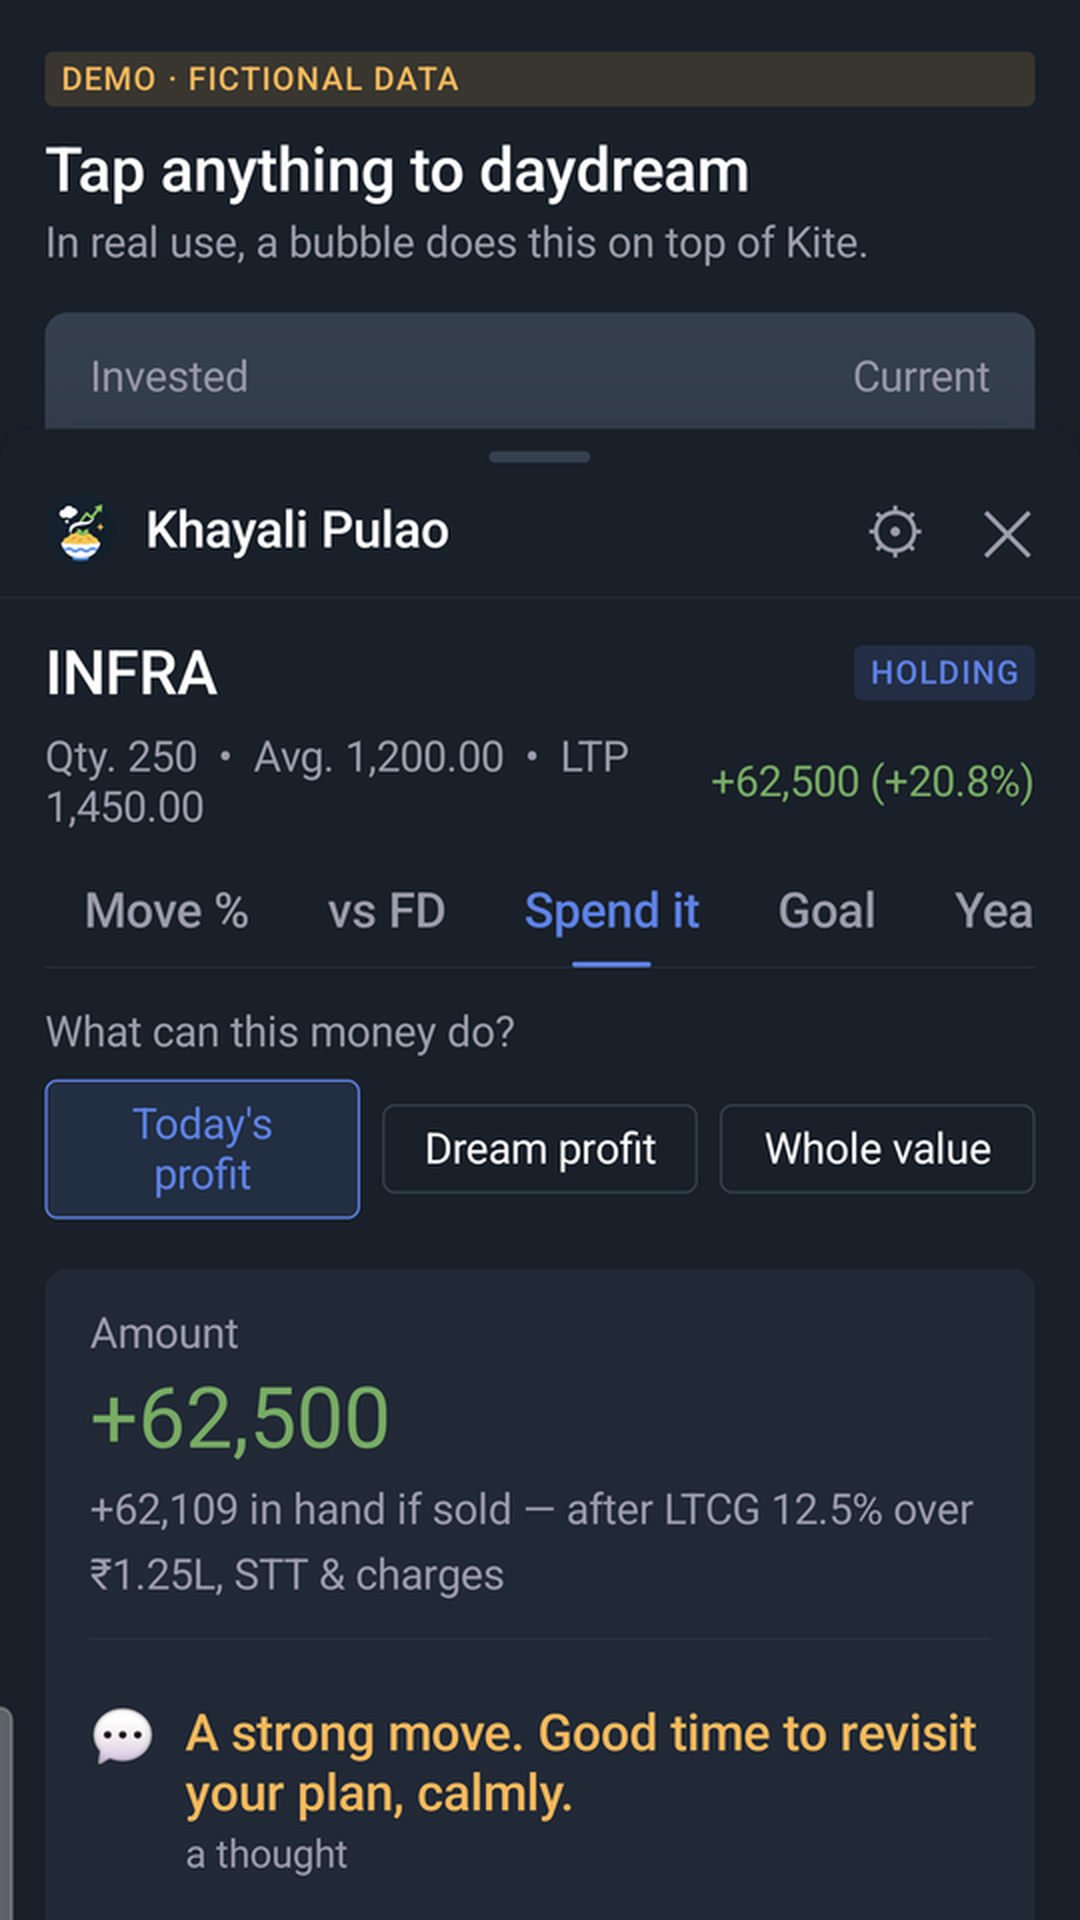 DEMO · FICTIONAL DATA
Tap anything to daydream
In real use, a bubble does this on top of Kite.
Invested Current
Khayali Pulao
INFRA HOLDING
Qty. 250 • Avg. 1,200.00 • LTP
1,450.00
+62,500 (+20.8%)
Move % vs FD Spend it Goal Yea
What can this money do?
Today's
profit
Dream profit Whole value
Amount
+62,500
+62,109 in hand if sold — after LTCG 12.5% over
₹1.25L, STT & charges
A strong move. Good time to revisit
your plan, calmly.
a thought